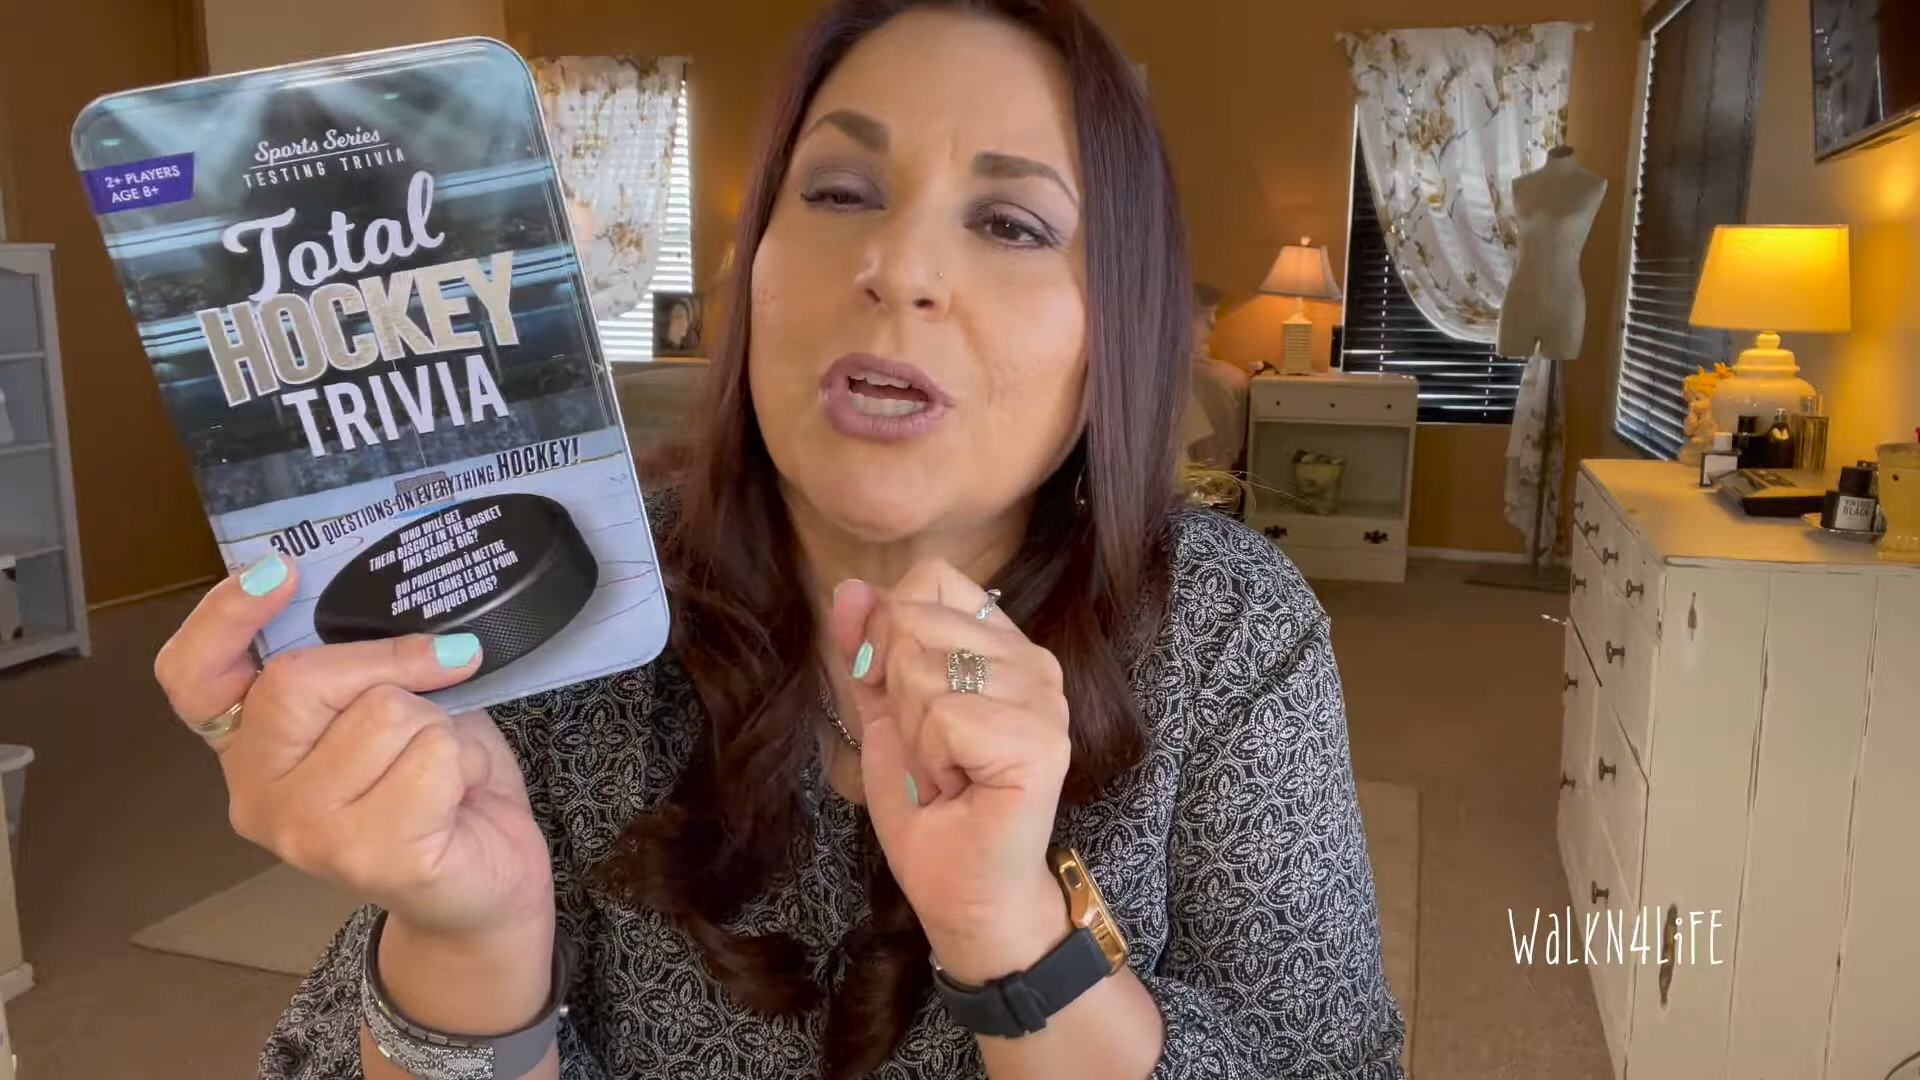 Sports Series
TESTING TRIVIA
2+ PLAYERS
AGE 8+
Total
HOCKEY
TRIVIA
300 QUESTIONS ON EVERYTHING HOCKEY!
WHO WILL GET
THEIR BISCUIT IN THE BASKET
AND SCORE BIG?
QUI PARVIENDRA À METTRE
SON PALET DANS LE BUT POUR
MARQUER GROS?
VINTAGE
BLACK
WaLKN4LiFE